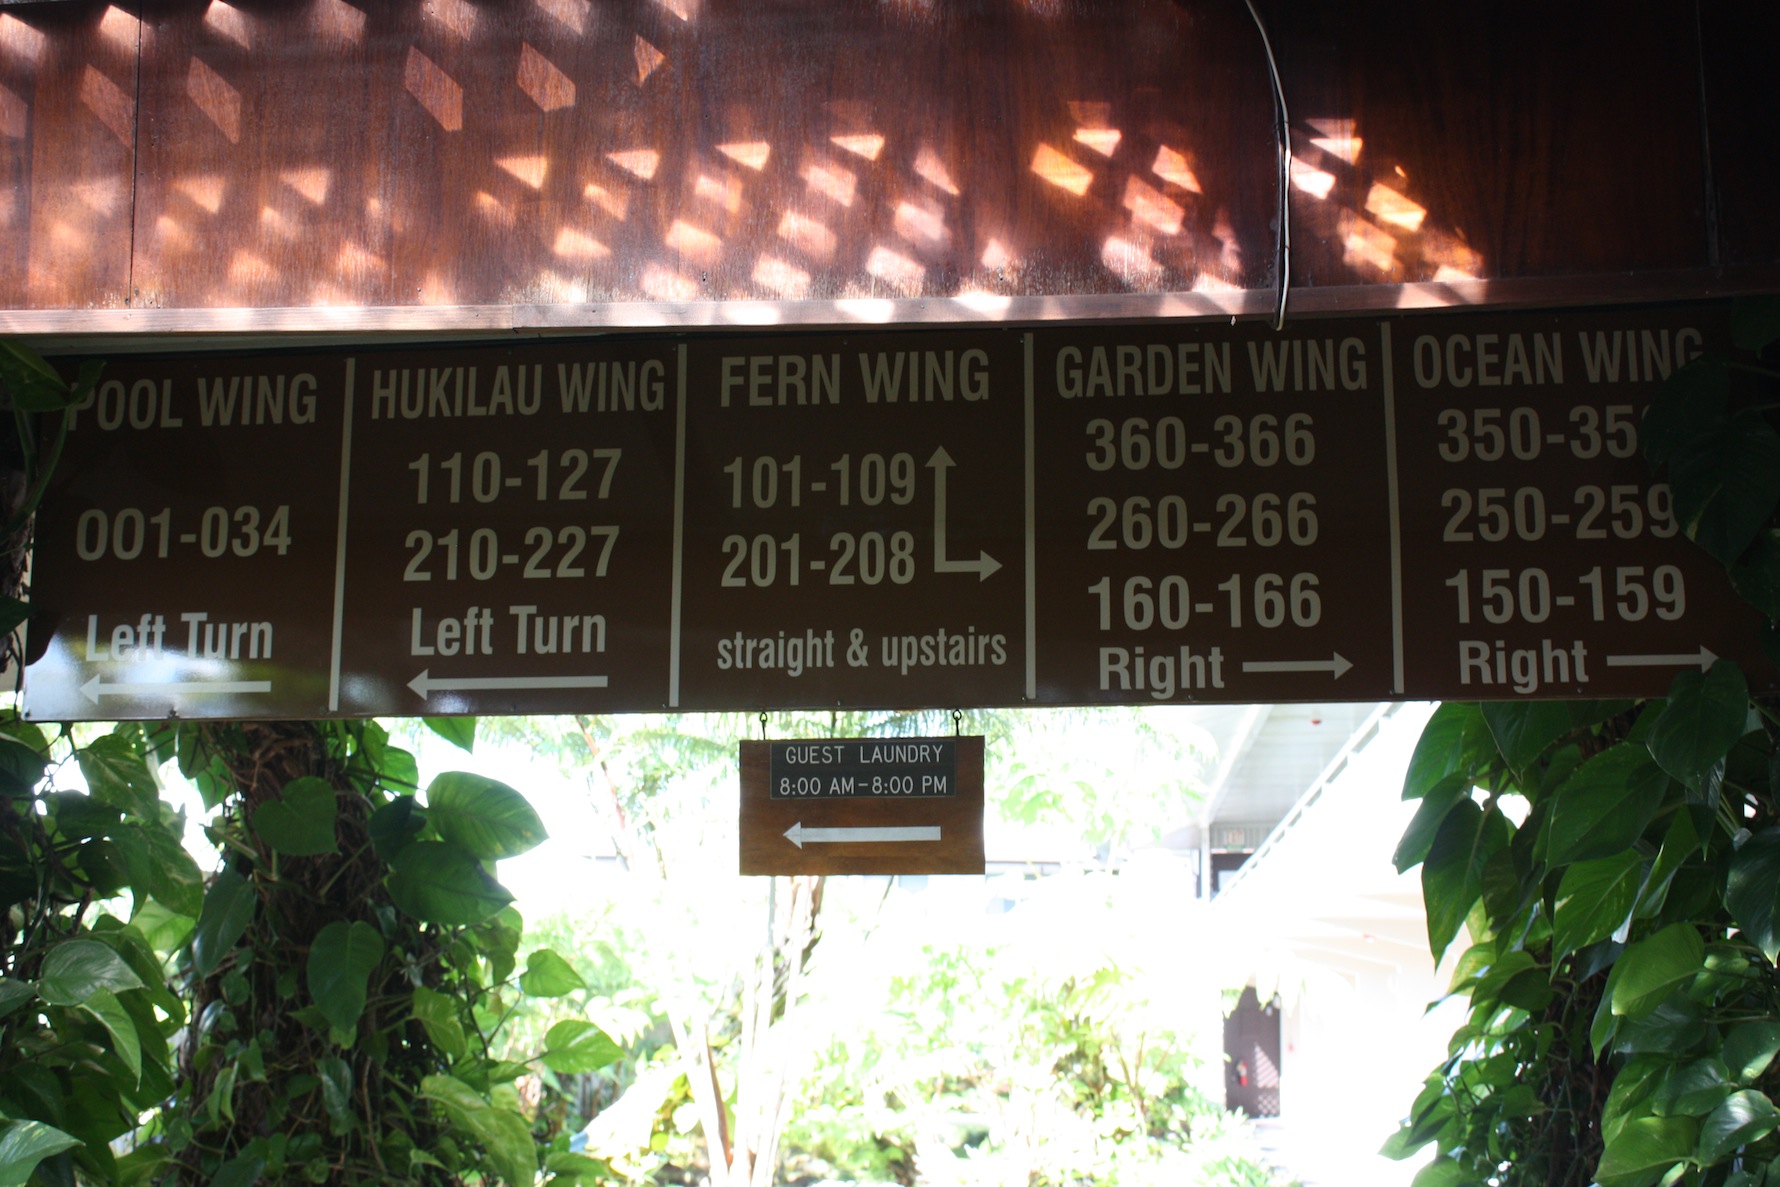 POOL WING
001-034
Left Turn
HUKILAU WING
110-127
210-227
Left Turn
FERN WING
101-109
201-208
straight & upstairs
GARDEN WING
360-366
260-266
160-166
Right
OCEAN WING
250-259
150-159
Right
GUEST LAUNDRY
8:00 AM-8:00 PM